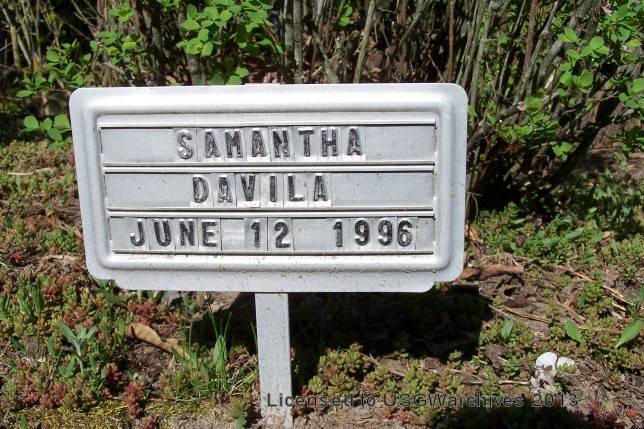 SAMANTHA
DAVILA
JUNE 12 1996
Licensed to USGWarchives 2013